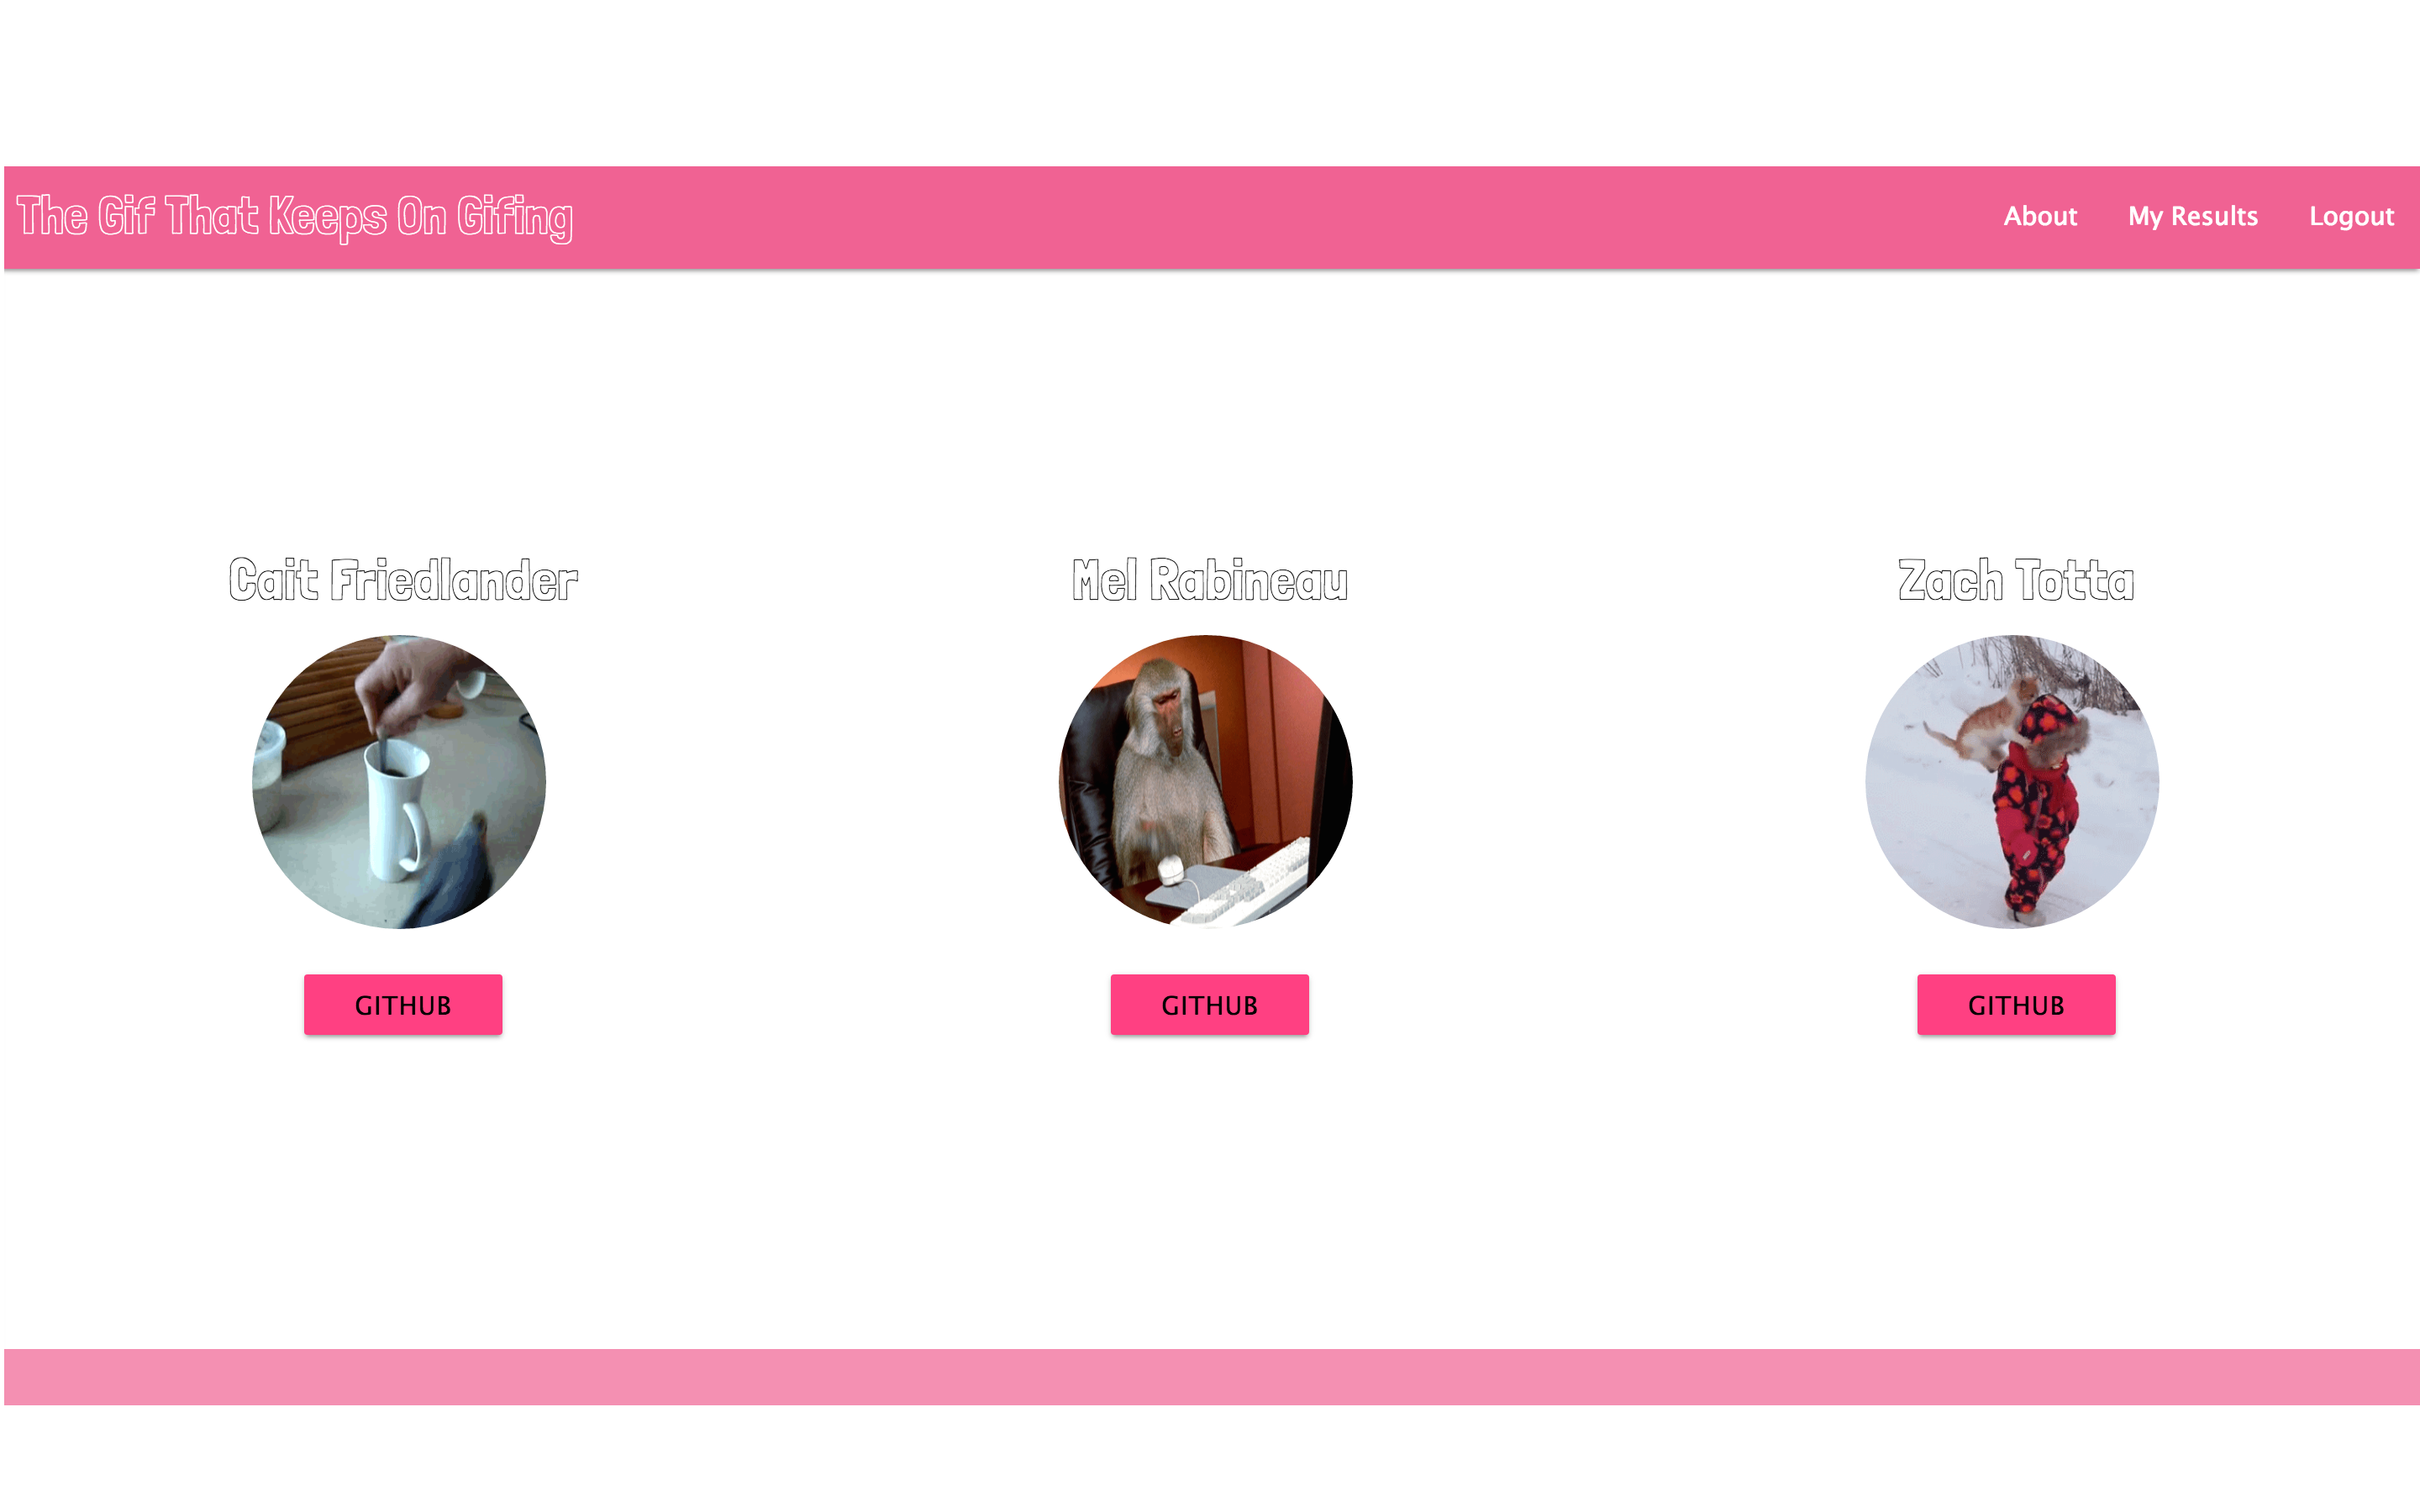 The Gif That Keeps On Gifing
About My Results Logout
Cait Friedlander
Mel Rabineau
Zach Totta
GITHUB
GITHUB
GITHUB